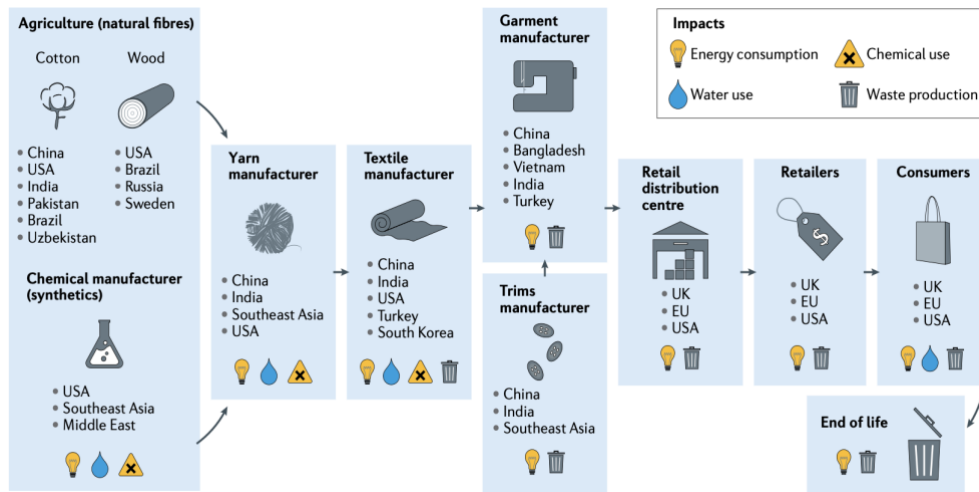 Agriculture (natural fibres)
Cotton
Wood
• China
• USA
• India
• Pakistan
• Brazil
• Uzbekistan
• USA
• Brazil
• Russia
• Sweden
Chemical manufacturer
(synthetics)
• USA
• Southeast Asia
• Middle East
Yarn
manufacturer
• China
• India
• Southeast Asia
• USA
Textile
manufacturer
• China
• India
• USA
• Turkey
• South Korea
Garment
manufacturer
• China
• Bangladesh
• Vietnam
• India
• Turkey
Trims
manufacturer
• China
• India
• Southeast Asia
Retail
distribution
centre
• UK
• EU
• USA
Retailers
$
• UK
• EU
• USA
Consumers
• UK
• EU
• USA
End of life
Impacts
Energy consumption
Chemical use
Water use
Waste production